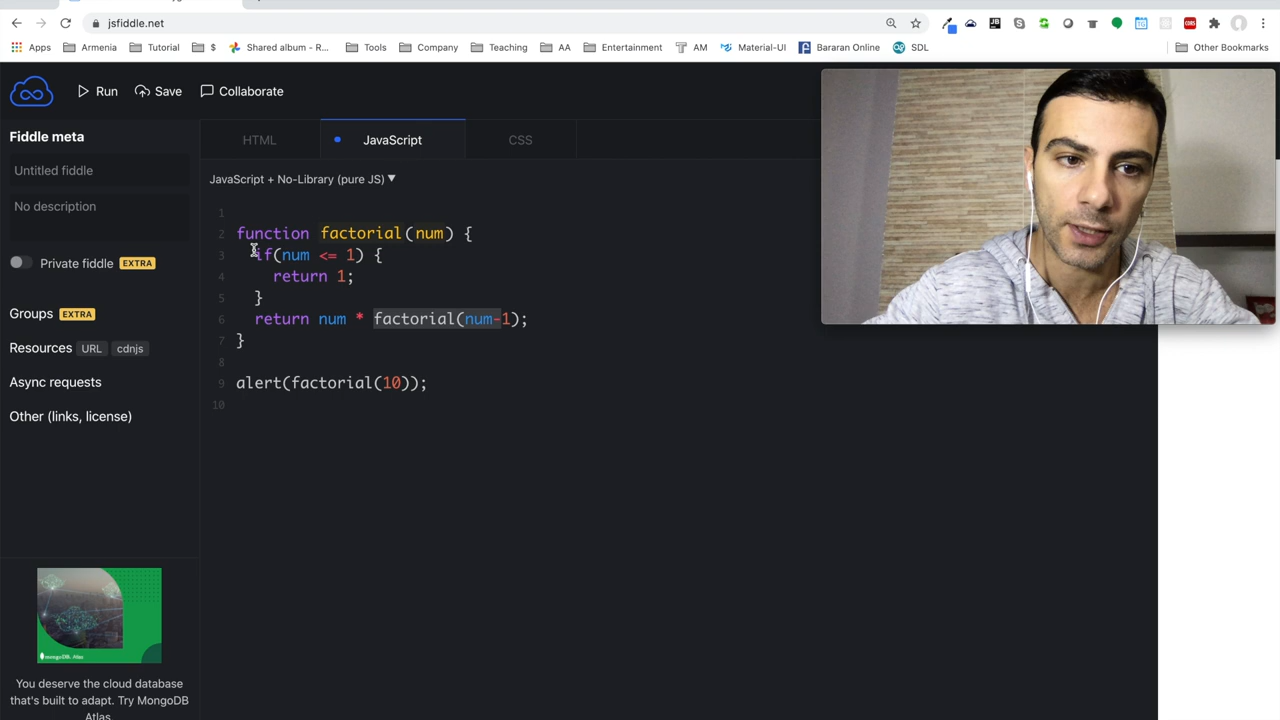 jsfiddle.net
Apps Armenia Tutorial $ Shared album - R... Tools Company Teaching AA Entertainment AM Material-UI Bararan Online SDL Other Bookmarks
Run Save Collaborate
Fiddle meta
Untitled fiddle
No description
Private fiddle EXTRA
Groups EXTRA
Resources URL cdnjs
Async requests
Other (links, license)
mongoDB. Atlas
You deserve the cloud database
that's built to adapt. Try MongoDB
Atlas.
HTML JavaScript CSS
JavaScript + No-Library (pure JS) ▼
1
2 function factorial(num) {
3 if(num <= 1) {
4 return 1;
5 }
6 return num * factorial(num-1);
7 }
8
9 alert(factorial(10));
10